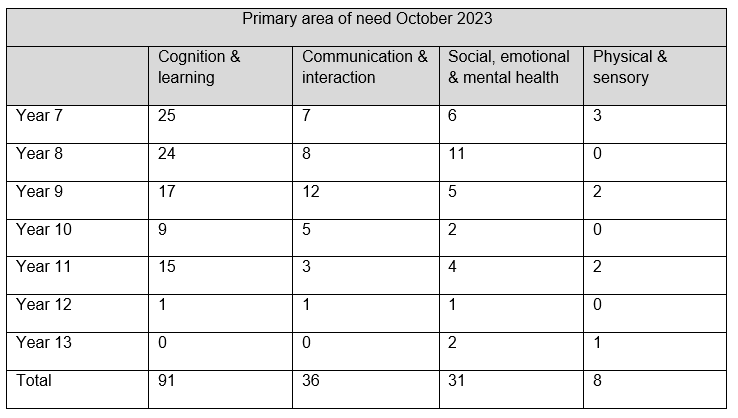 Primary area of need October 2023
Cognition & learning Communication & interaction Social, emotional & mental health Physical & sensory
Year 7 25 7 6 3
Year 8 24 8 11 0
Year 9 17 12 5 2
Year 10 9 5 2 0
Year 11 15 3 4 2
Year 12 1 1 1 0
Year 13 0 0 2 1
Total 91 36 31 8